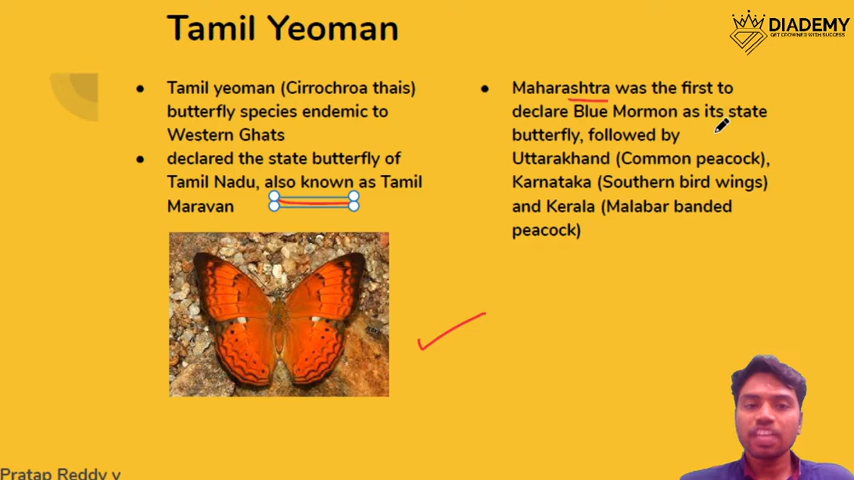 Tamil Yeoman
DIADEMY
GET CROWNED WITH SUCCESS
Tamil yeoman (Cirrochroa thais)
butterfly species endemic to
Western Ghats
declared the state butterfly of
Tamil Nadu, also known as Tamil
Maravan
Maharashtra was the first to
declare Blue Mormon as its state
butterfly, followed by
Uttarakhand (Common peacock),
Karnataka (Southern bird wings)
and Kerala (Malabar banded
peacock)
Pratap Reddy y